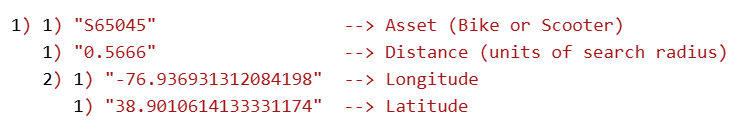 1) 1) "S65045" --> Asset (Bike or Scooter)
1) "0.5666" --> Distance (units of search radius)
2) 1) "-76.936931312084198" --> Longitude
1) "38.9010614133331174" --> Latitude